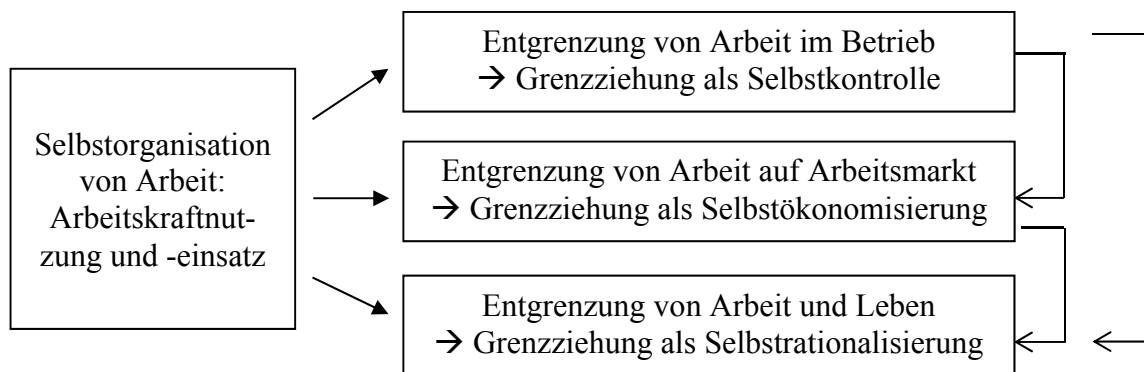 Selbstorganisation
von Arbeit:
Arbeitskraftnut-
zung und -einsatz
Entgrenzung von Arbeit im Betrieb
→ Grenzziehung als Selbstkontrolle
Entgrenzung von Arbeit auf Arbeitsmarkt
→ Grenzziehung als Selbstökonomisierung
Entgrenzung von Arbeit und Leben
→ Grenzziehung als Selbstrationalisierung